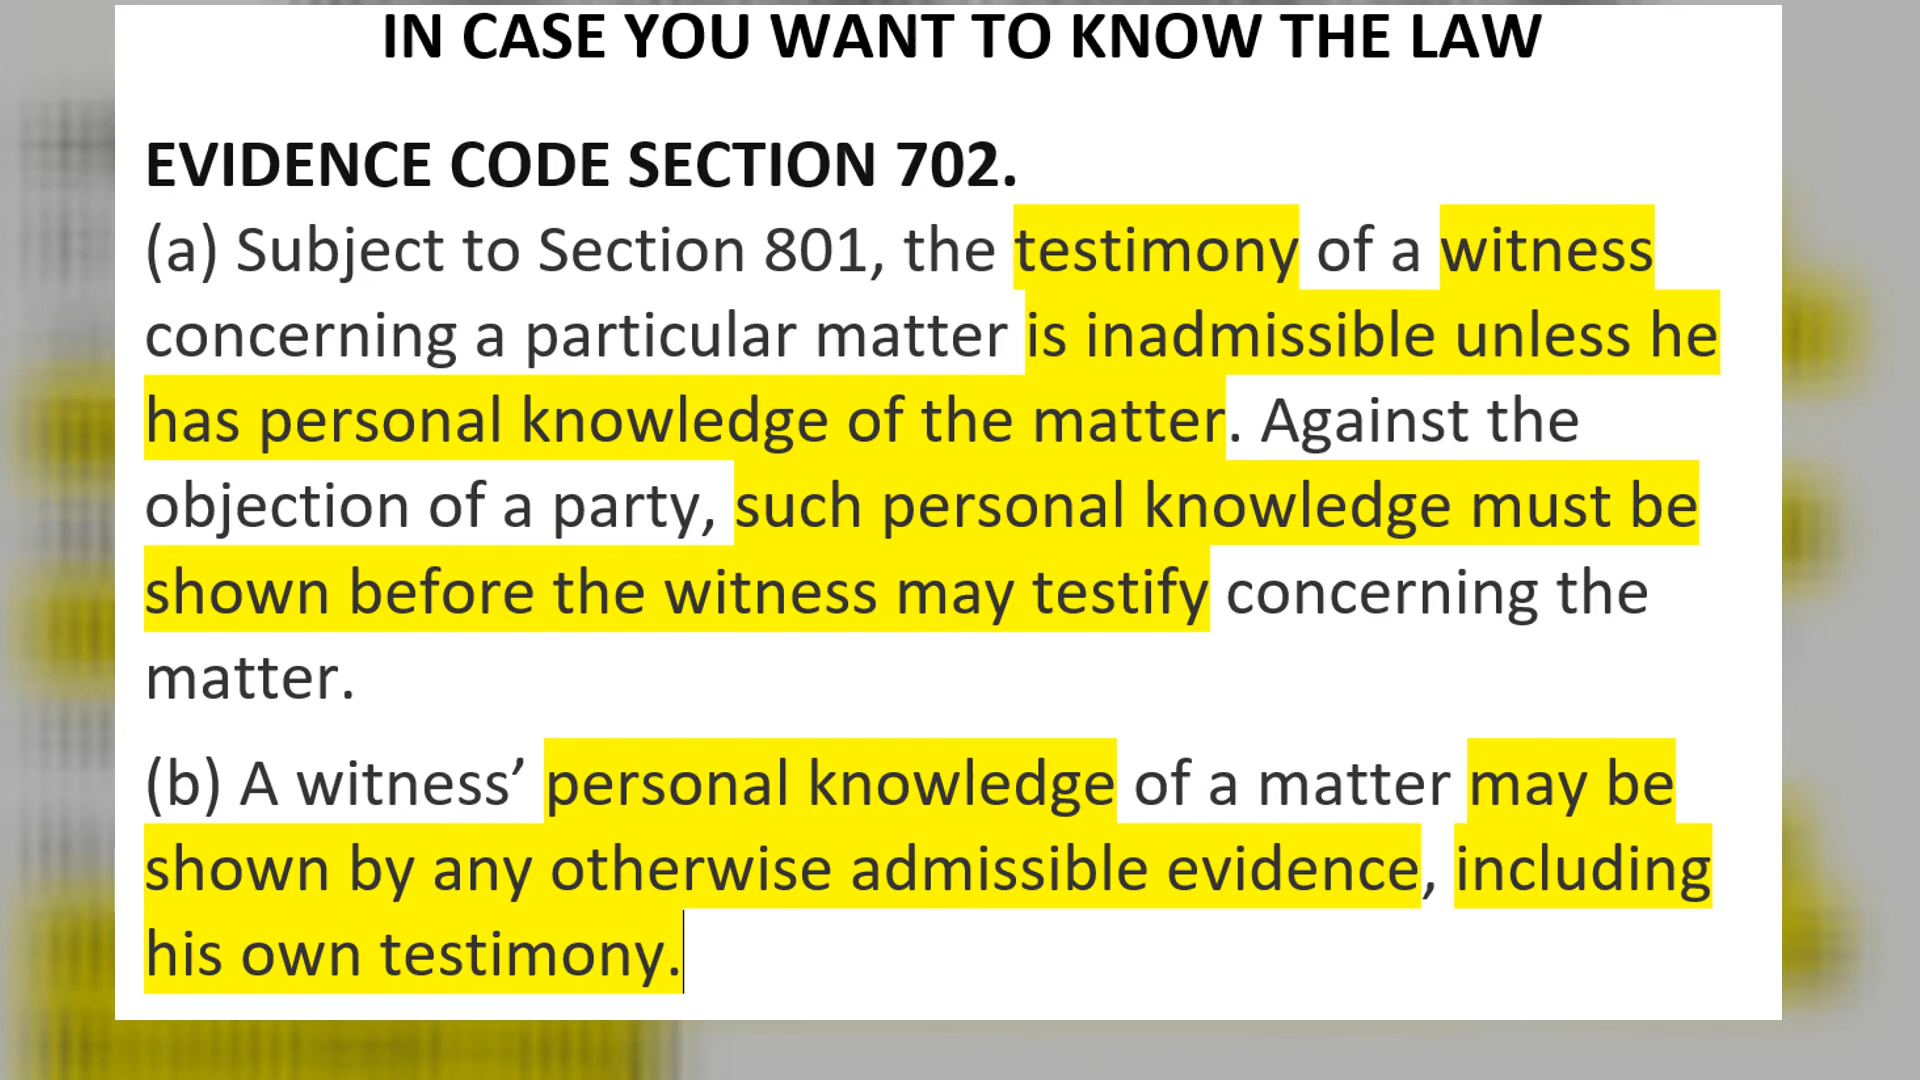 IN CASE YOU WANT TO KNOW THE LAW
EVIDENCE CODE SECTION 702.
(a) Subject to Section 801, the testimony of a witness
concerning a particular matter is inadmissible unless he
has personal knowledge of the matter. Against the
objection of a party, such personal knowledge must be
shown before the witness may testify concerning the
matter.
(b) A witness’ personal knowledge of a matter may be
shown by any otherwise admissible evidence, including
his own testimony.